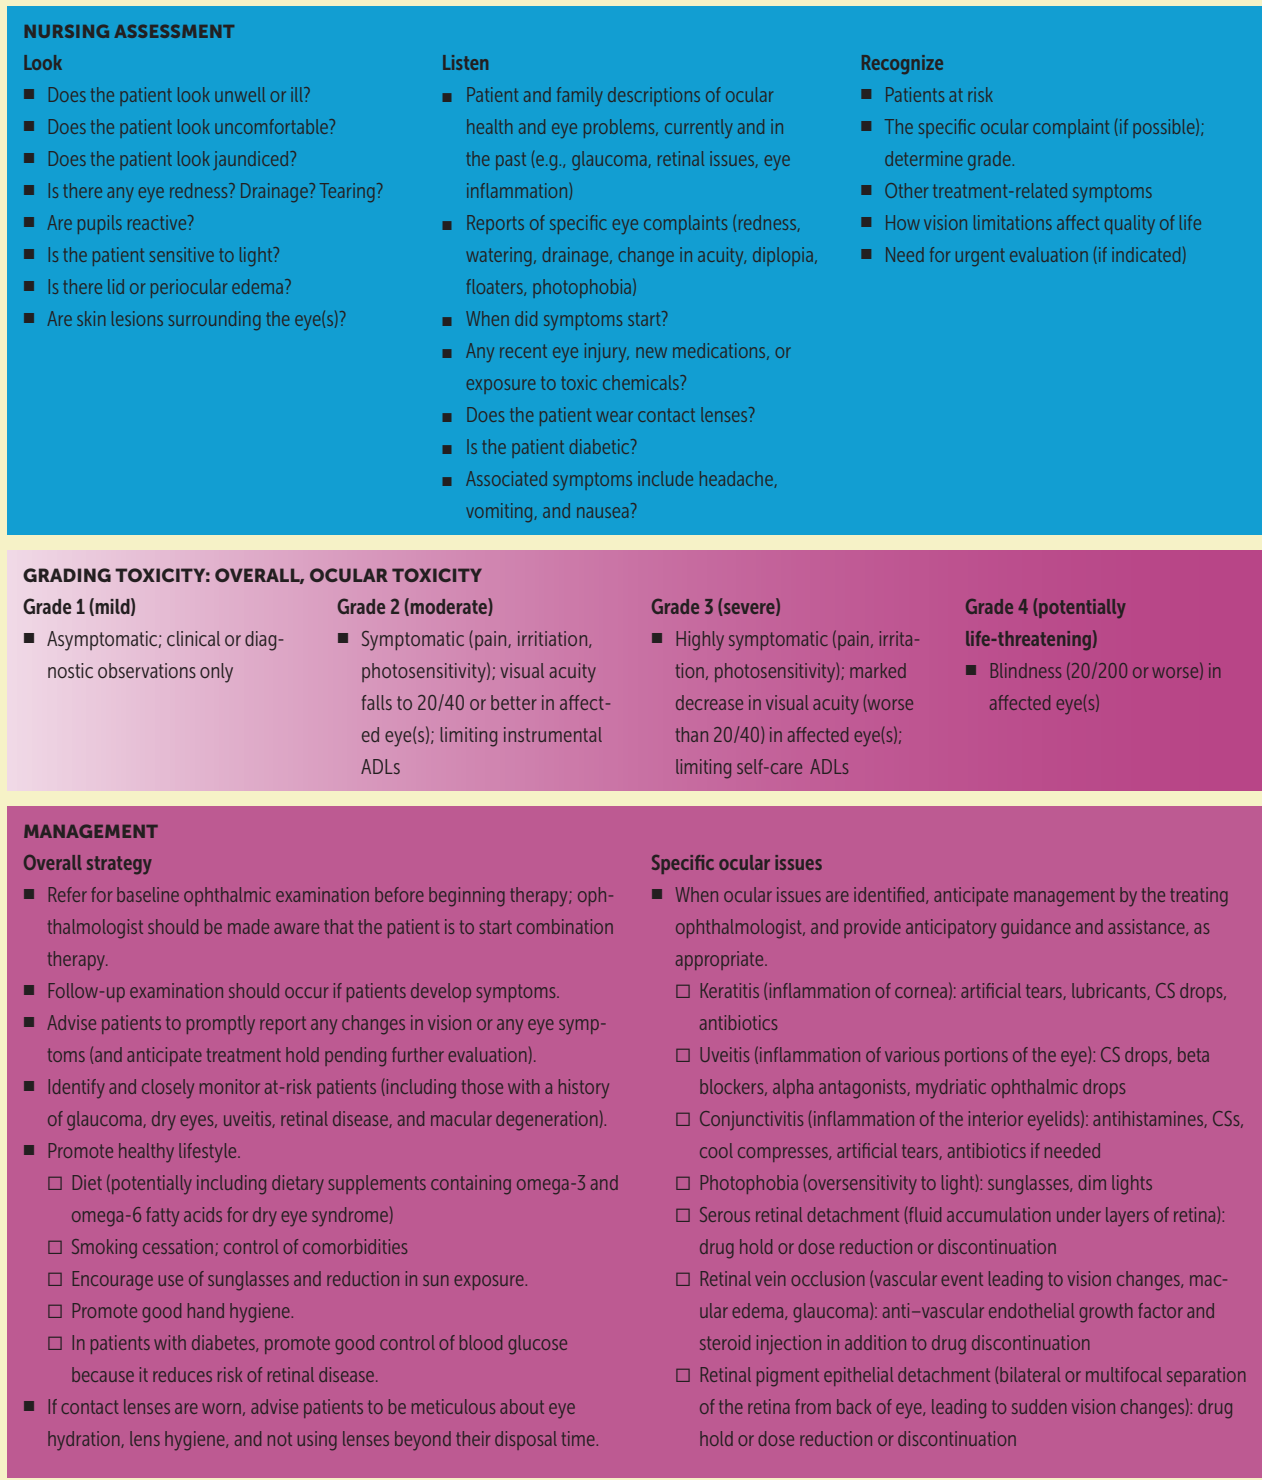 NURSING ASSESSMENT
Look
■ Does the patient look unwell or ill?
■ Does the patient look uncomfortable?
■ Does the patient look jaundiced?
■ Is there any eye redness? Drainage? Tearing?
■ Are pupils reactive?
■ Is the patient sensitive to light?
■ Is there lid or periocular edema?
■ Are skin lesions surrounding the eye(s)?
Listen
■ Patient and family descriptions of ocular
health and eye problems, currently and in
the past (e.g., glaucoma, retinal issues, eye
inflammation)
■ Reports of specific eye complaints (redness,
watering, drainage, change in acuity, diplopia,
floaters, photophobia)
■ When did symptoms start?
■ Any recent eye injury, new medications, or
exposure to toxic chemicals?
■ Does the patient wear contact lenses?
■ Is the patient diabetic?
■ Associated symptoms include headache,
vomiting, and nausea?
Recognize
■ Patients at risk
■ The specific ocular complaint (if possible);
determine grade.
■ Other treatment-related symptoms
■ How vision limitations affect quality of life
■ Need for urgent evaluation (if indicated)
GRADING TOXICITY: OVERALL, OCULAR TOXICITY
Grade 1 (mild)
■ Asymptomatic; clinical or diag-
nostic observations only
Grade 2 (moderate)
■ Symptomatic (pain, irritiation,
photosensitivity); visual acuity
falls to 20/40 or better in affect-
ed eye(s); limiting instrumental
ADLs
Grade 3 (severe)
■ Highly symptomatic (pain, irrita-
tion, photosensitivity); marked
decrease in visual acuity (worse
than 20/40) in affected eye(s);
limiting self-care ADLs
Grade 4 (potentially
life-threatening)
■ Blindness (20/200 or worse) in
affected eye(s)
MANAGEMENT
Overall strategy
■ Refer for baseline ophthalmic examination before beginning therapy; oph-
thalmologist should be made aware that the patient is to start combination
therapy.
■ Follow-up examination should occur if patients develop symptoms.
■ Advise patients to promptly report any changes in vision or any eye symp-
toms (and anticipate treatment hold pending further evaluation).
■ Identify and closely monitor at-risk patients (including those with a history
of glaucoma, dry eyes, uveitis, retinal disease, and macular degeneration).
■ Promote healthy lifestyle.
□ Diet (potentially including dietary supplements containing omega-3 and
omega-6 fatty acids for dry eye syndrome)
□ Smoking cessation; control of comorbidities
□ Encourage use of sunglasses and reduction in sun exposure.
□ Promote good hand hygiene.
□ In patients with diabetes, promote good control of blood glucose
because it reduces risk of retinal disease.
■ If contact lenses are worn, advise patients to be meticulous about eye
hydration, lens hygiene, and not using lenses beyond their disposal time.
Specific ocular issues
■ When ocular issues are identified, anticipate management by the treating
ophthalmologist, and provide anticipatory guidance and assistance, as
appropriate.
□ Keratitis (inflammation of cornea): artificial tears, lubricants, CS drops,
antibiotics
□ Uveitis (inflammation of various portions of the eye): CS drops, beta
blockers, alpha antagonists, mydriatic ophthalmic drops
□ Conjunctivitis (inflammation of the interior eyelids): antihistamines, CSs,
cool compresses, artificial tears, antibiotics if needed
□ Photophobia (oversensitivity to light): sunglasses, dim lights
□ Serous retinal detachment (fluid accumulation under layers of retina):
drug hold or dose reduction or discontinuation
□ Retinal vein occlusion (vascular event leading to vision changes, mac-
ular edema, glaucoma): anti–vascular endothelial growth factor and
steroid injection in addition to drug discontinuation
□ Retinal pigment epithelial detachment (bilateral or multifocal separation
of the retina from back of eye, leading to sudden vision changes): drug
hold or dose reduction or discontinuation